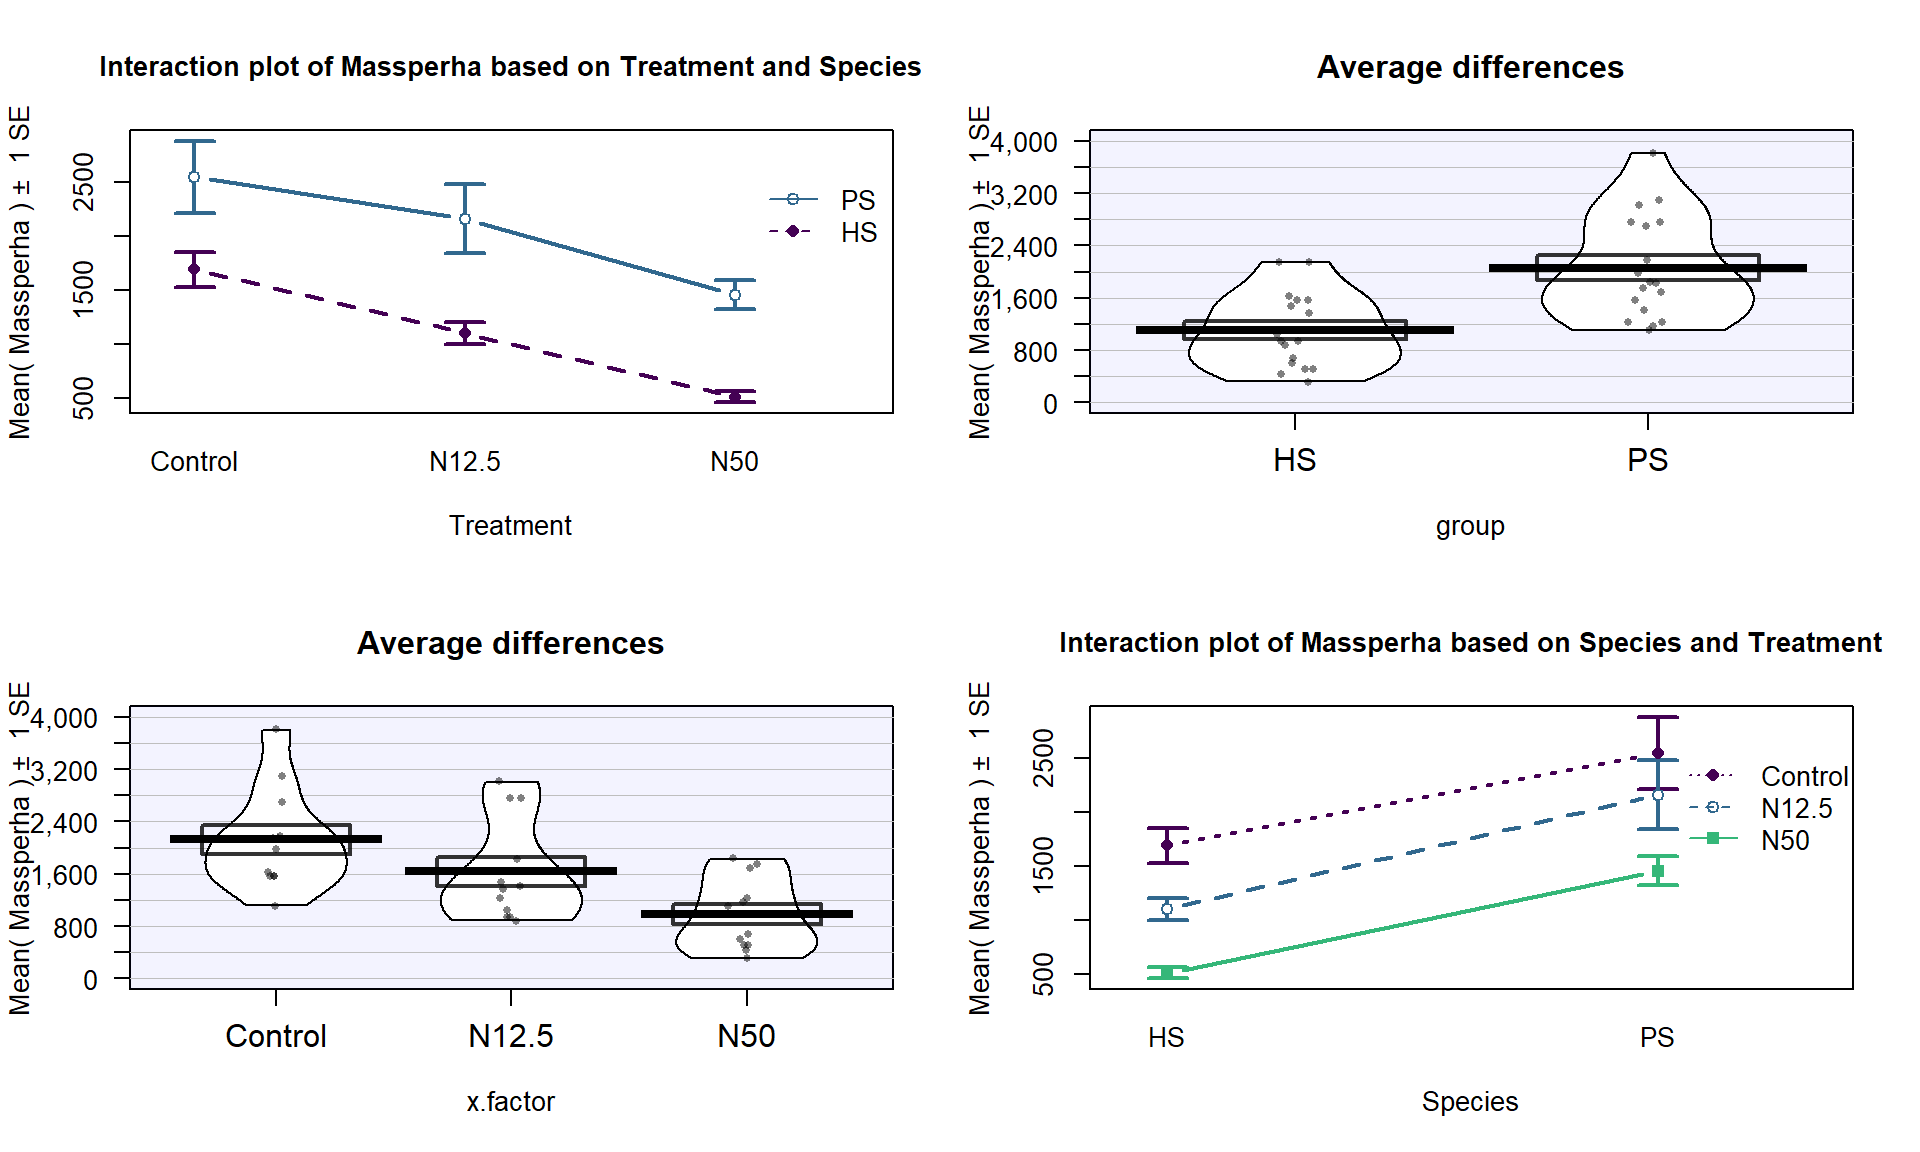 Interaction plot of Massperha based on Treatment and Species
Mean( Massperha ) ± 1 SE
2500
1500
500
PS
HS
Control N12.5 N50
Treatment
Average differences
Mean( Massperha ) ± 1 SE
4,000
3,200
2,400
1,600
800
0
HS PS
group
Average differences
Mean( Massperha ) ± 1 SE
4,000
3,200
2,400
1,600
800
0
Control N12.5 N50
x.factor
Interaction plot of Massperha based on Species and Treatment
Mean( Massperha ) ± 1 SE
2500
1500
500
Control
N12.5
N50
HS PS
Species